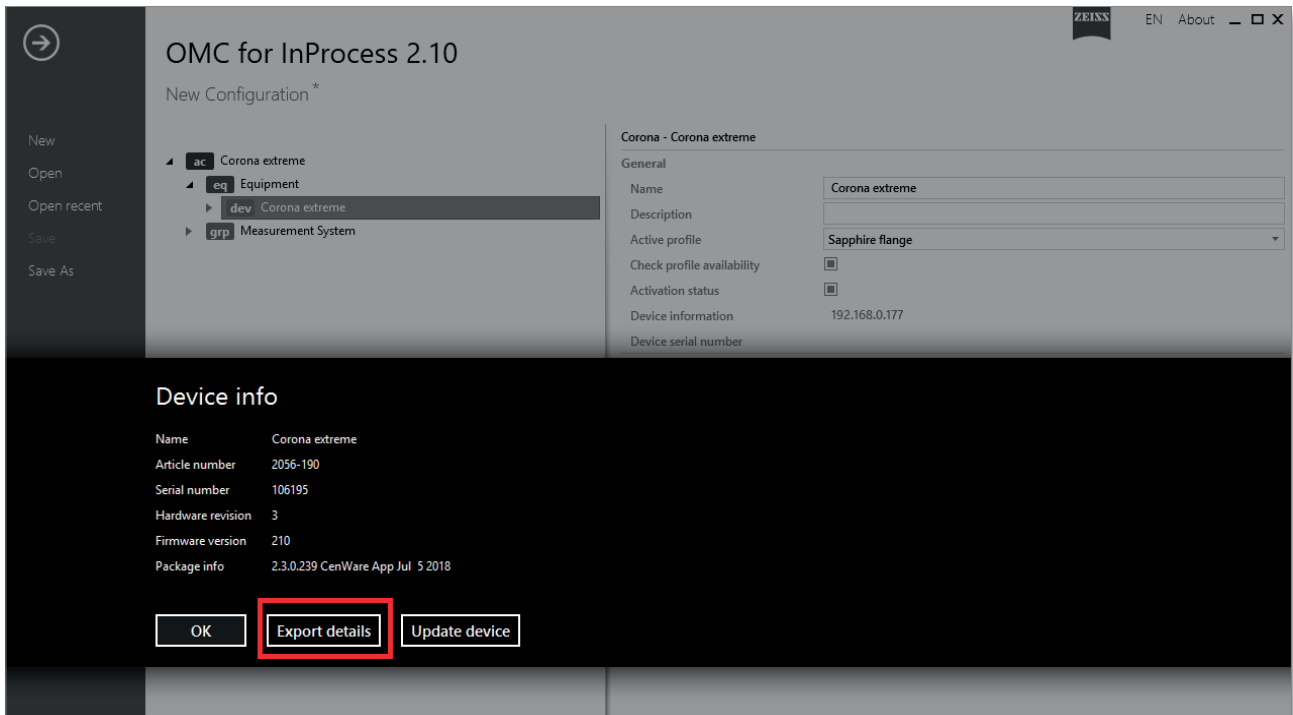 ZEISS
EN About
OMC for InProcess 2.10
New Configuration *
New
Open
Open recent
Save
Save As
ac Corona extreme
eq Equipment
dev Corona extreme
grp Measurement System
Corona - Corona extreme
General
Name Corona extreme
Description
Active profile Sapphire flange
Check profile availability
Activation status
Device information 192.168.0.177
Device serial number
Device info
Name Corona extreme
Article number 2056-190
Serial number 106195
Hardware revision 3
Firmware version 210
Package info 2.3.0.239 CenWare App Jul 5 2018
OK Export details Update device